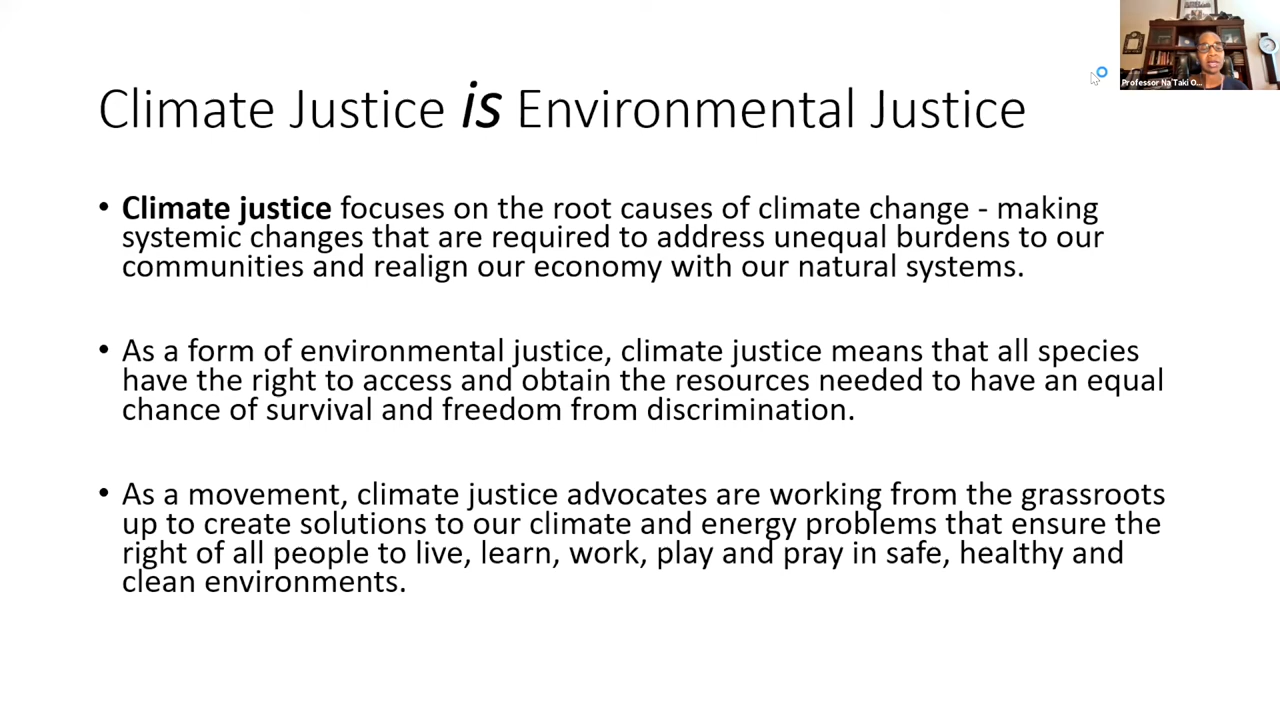 Professor Na'Taki O...
Climate Justice is Environmental Justice
• Climate justice focuses on the root causes of climate change - making
systemic changes that are required to address unequal burdens to our
communities and realign our economy with our natural systems.
• As a form of environmental justice, climate justice means that all species
have the right to access and obtain the resources needed to have an equal
chance of survival and freedom from discrimination.
• As a movement, climate justice advocates are working from the grassroots
up to create solutions to our climate and energy problems that ensure the
right of all people to live, learn, work, play and pray in safe, healthy and
clean environments.